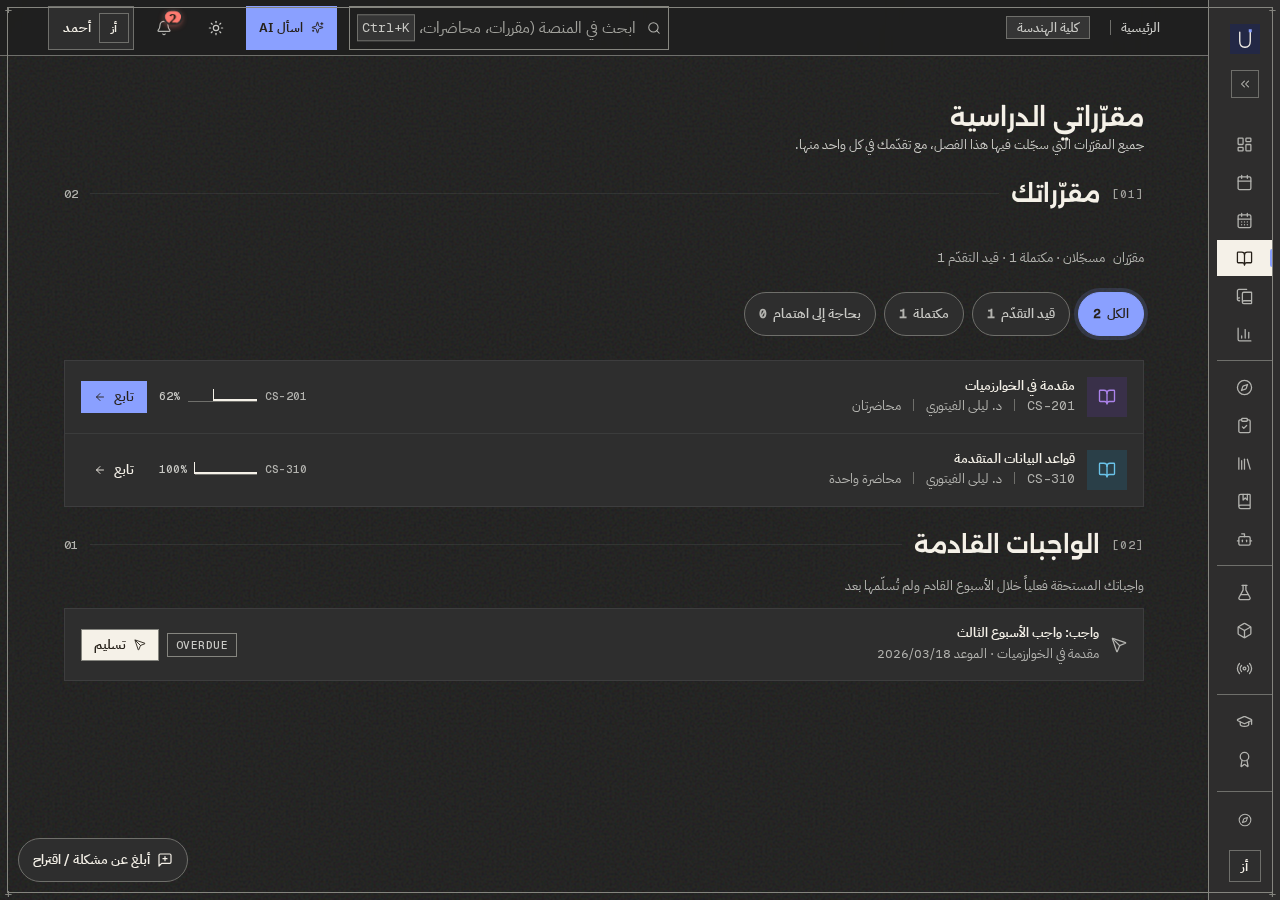 الرئيسية
كلية الهندسة
ابحث في المنصة (مقررات، محاضرات،
Ctrl+K
اسأل AI
2
أز
أحمد
مقرّراتي الدراسية
جميع المقرّرات التي سجّلت فيها هذا الفصل، مع تقدّمك في كل واحد منها.
[01] مقرّراتك 02
مقرّران مسجّلان · مكتملة 1 · قيد التقدّم 1
الكل 2
قيد التقدّم 1
مكتملة 1
بحاجة إلى اهتمام 0
مقدمة في الخوارزميات
CS-201 د. ليلى الفيتوري محاضرتان
CS-201 62% تابع
قواعد البيانات المتقدمة
CS-310 د. ليلى الفيتوري محاضرة واحدة
CS-310 100% تابع
[02] الواجبات القادمة 01
واجباتك المستحقة فعلياً خلال الأسبوع القادم ولم تُسلّمها بعد
واجب: واجب الأسبوع الثالث
مقدمة في الخوارزميات · الموعد 2026/03/18
OVERDUE
تسليم
أبلغ عن مشكلة / اقتراح
أز